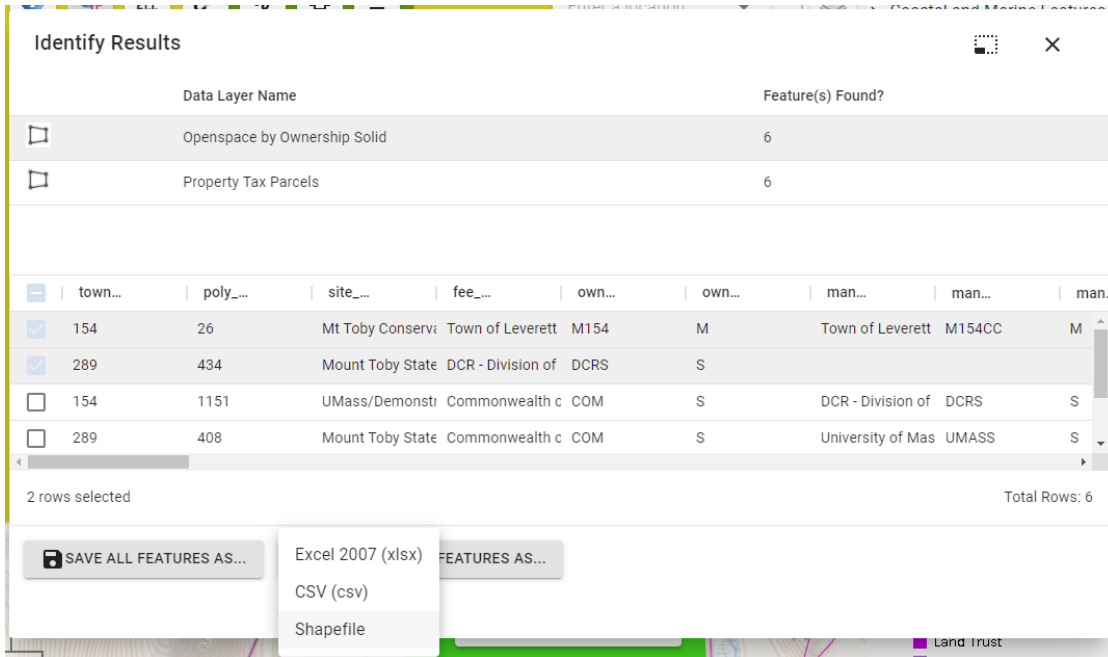 Identify Results
Data Layer Name Feature(s) Found?
Openspace by Ownership Solid 6
Property Tax Parcels 6
town... poly_... site_... fee_... own... own... man... man... man.
154 26 Mt Toby Conserva Town of Leverett M154 M Town of Leverett M154CC M
289 434 Mount Toby State DCR - Division of DCRS S
154 1151 UMass/Demonstr Commonwealth c COM S DCR - Division of DCRS S
289 408 Mount Toby State Commonwealth c COM S University of Mas UMASS S
2 rows selected Total Rows: 6
SAVE ALL FEATURES AS... FEATURES AS...
Excel 2007 (xlsx)
CSV (csv)
Shapefile
Land Trust